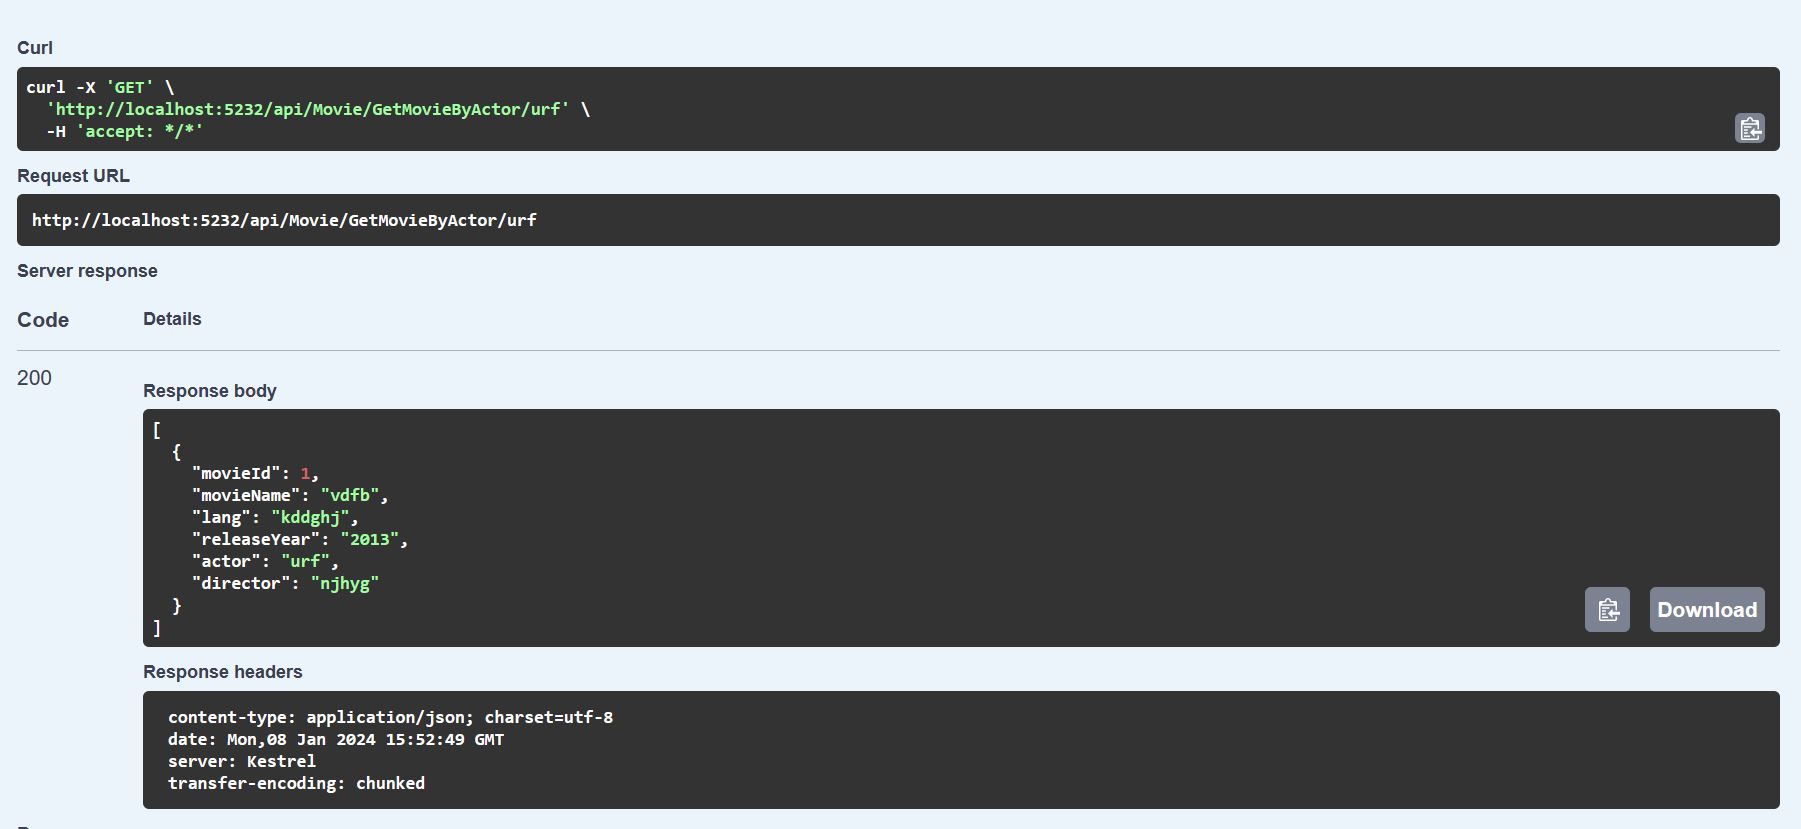 Curl
curl -X 'GET' \
  'http://localhost:5232/api/Movie/GetMovieByActor/urf' \
  -H 'accept: */*'
Request URL
http://localhost:5232/api/Movie/GetMovieByActor/urf
Server response
Code Details
200
Response body
[
  {
    "movieId": 1,
    "movieName": "vdfb",
    "lang": "kddghj",
    "releaseYear": "2013",
    "actor": "urf",
    "director": "njhyg"
  }
]
Download
Response headers
content-type: application/json; charset=utf-8
date: Mon,08 Jan 2024 15:52:49 GMT
server: Kestrel
transfer-encoding: chunked